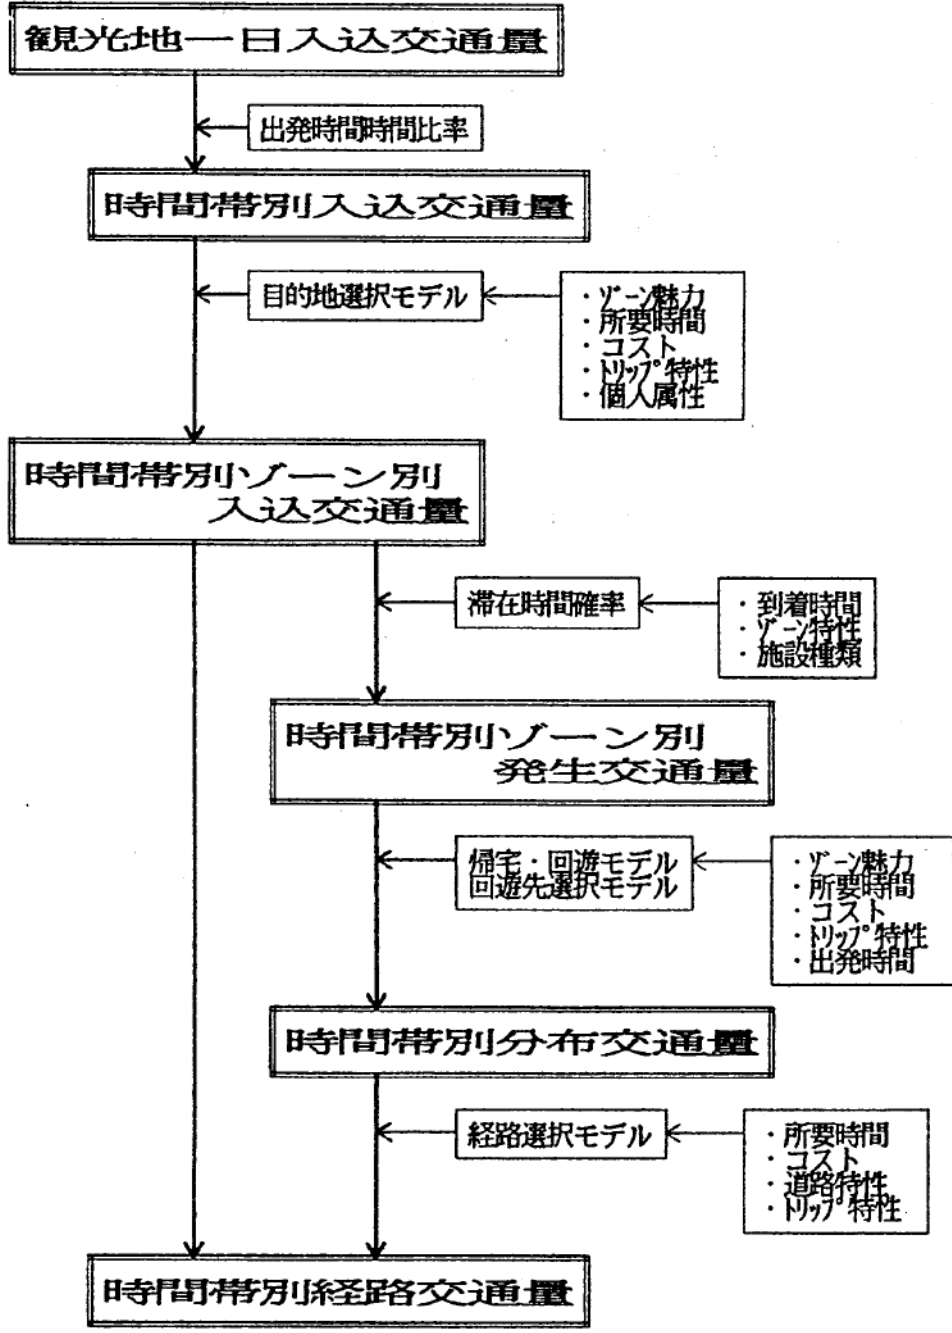 観光地一日入込交通量
出発時間時間比率
時間帯別入込交通量
目的地選択モデル
・ゾーン魅力
・所要時間
・コスト
・トリップ特性
・個人属性
時間帯別ゾーン別
入込交通量
滞在時間確率
・到着時間
・ゾーン特性
・施設種類
時間帯別ゾーン別
発生交通量
帰宅・回遊モデル
回遊先選択モデル
・ゾーン魅力
・所要時間
・コスト
・トリップ特性
・出発時間
時間帯別分布交通量
経路選択モデル
・所要時間
・コスト
・道路特性
・トリップ特性
時間帯別経路交通量